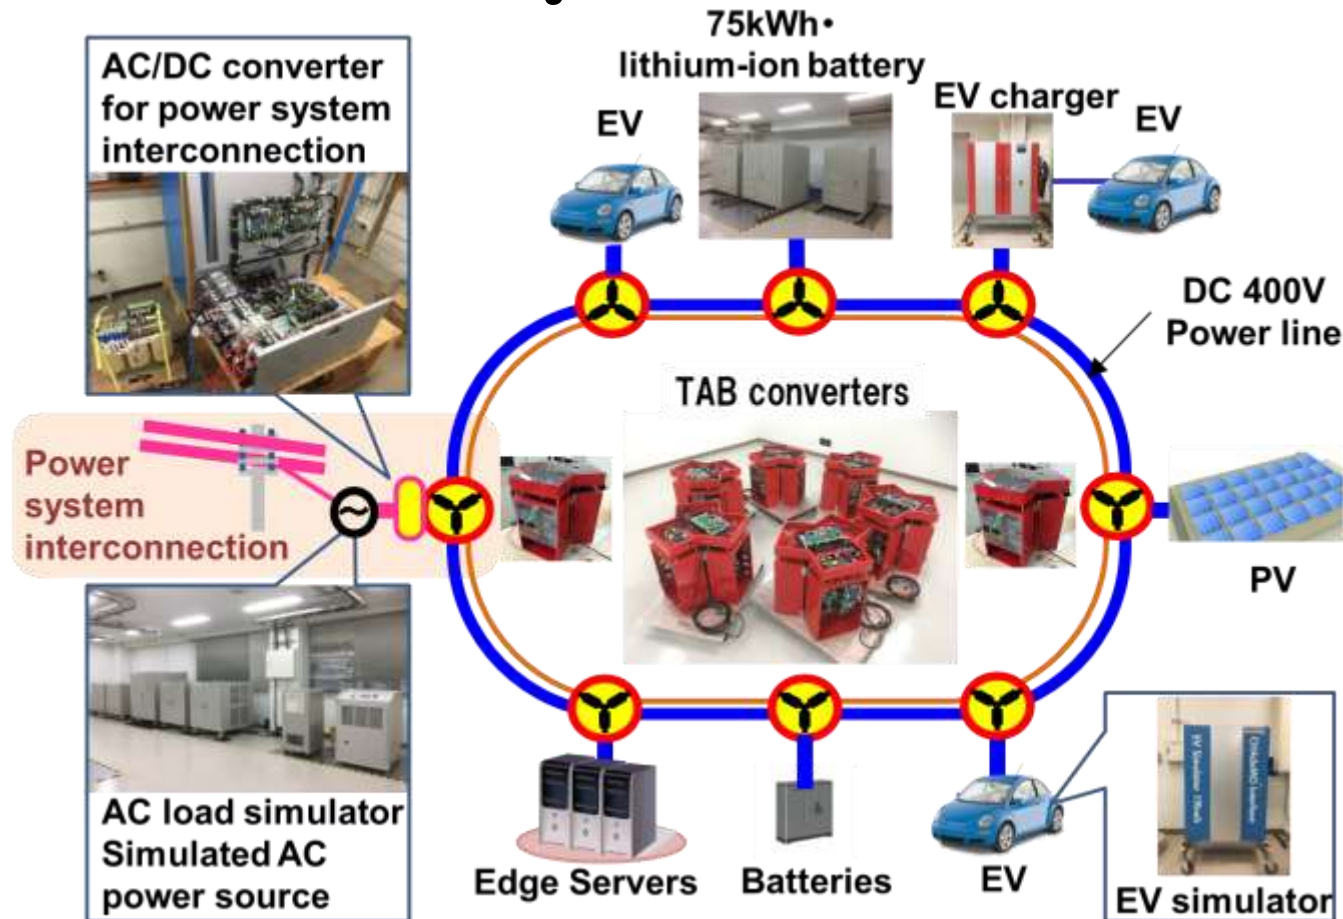 75kWh・
lithium-ion battery
AC/DC converter
for power system
interconnection
EV
EV charger
EV
DC 400V
Power line
TAB converters
Power
system
interconnection
~
PV
AC load simulator
Simulated AC
power source
Edge Servers
Batteries
EV
EV simulator